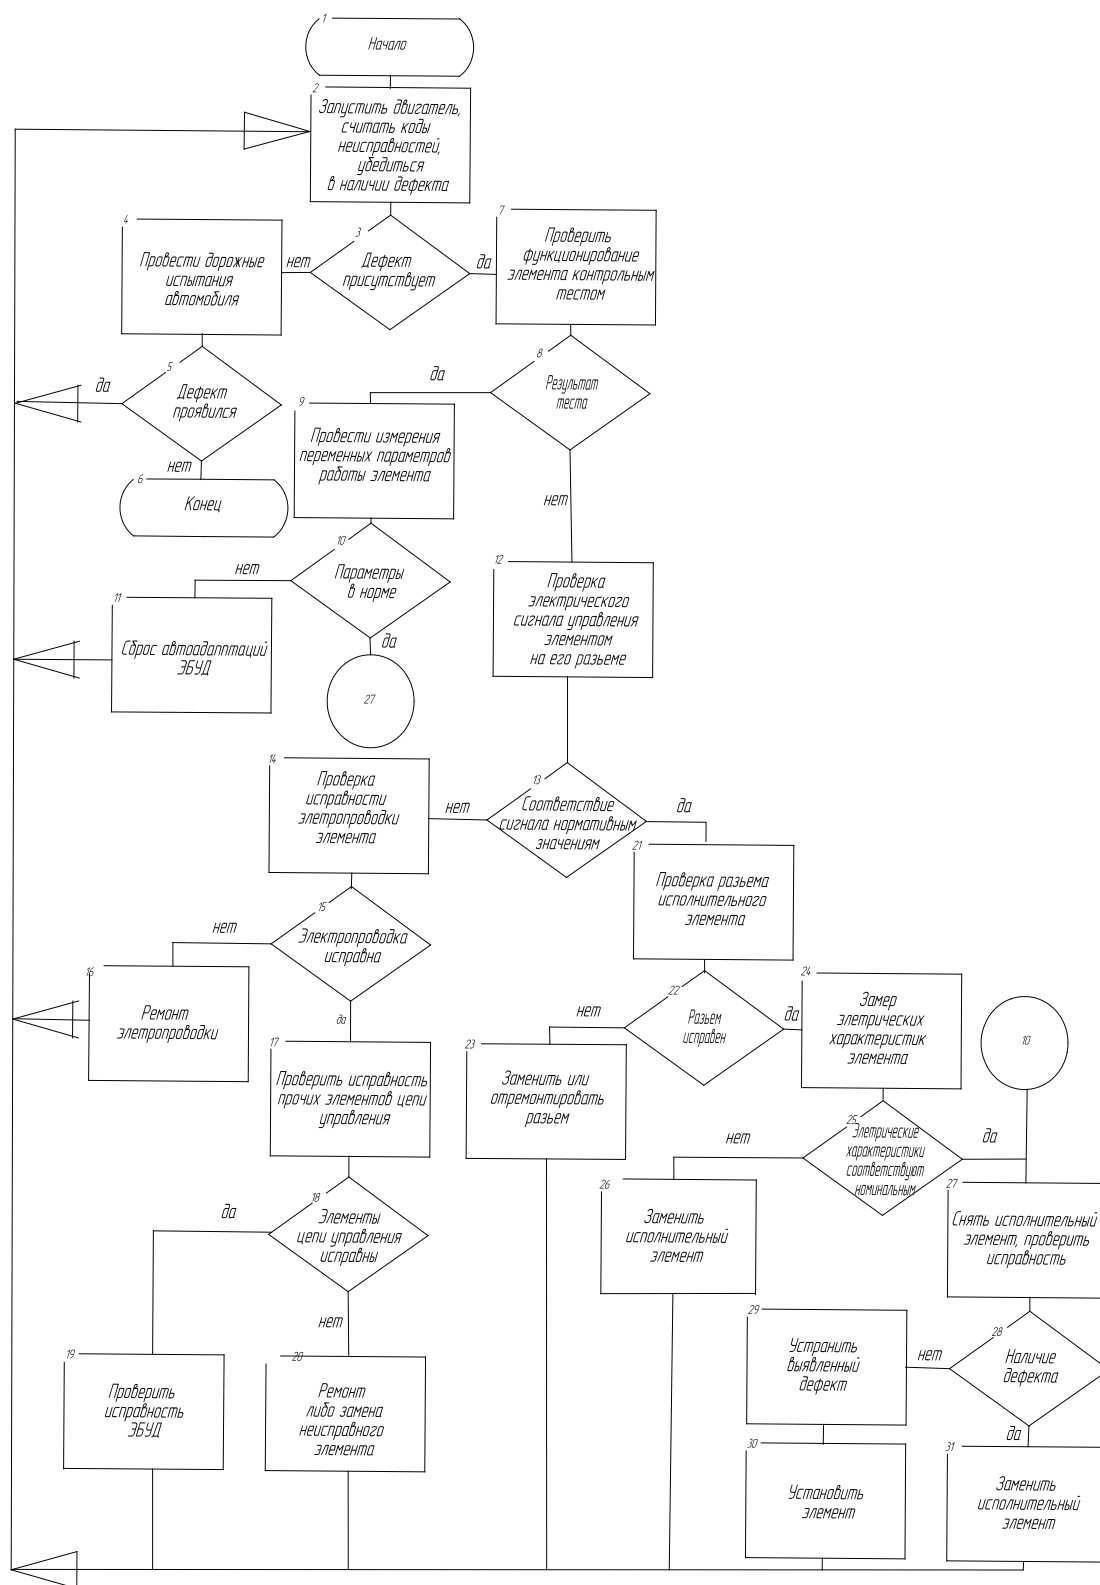 1
Начало
2
Запустить двигатель,
считать коды
неисправностей,
убедиться
в наличии дефекта
3
Дефект
присутствует
нет
да
4
Провести дорожные
испытания
автомобиля
5
Дефект
проявился
да
нет
6
Конец
7
Проверить
функционирование
элемента контрольным
тестом
8
Результат
теста
да
нет
9
Провести измерения
переменных параметров
работы элемента
10
Параметры
в норме
нет
да
11
Сброс автоадапптаций
ЭБУД
27
12
Проверка
электрического
сигнала управления
элементом
на его разьеме
13
Соответствие
сигнала нормативным
значениям
нет
да
14
Проверка
исправности
элетропроводки
элемента
15
Электропроводка
исправна
нет
да
16
Ремонт
элетропроводки
17
Проверить исправность
прочих элементов цепи
управления
18
Элементы
цепи управления
исправны
да
нет
19
Проверить
исправность
ЭБУД
20
Ремонт
либо замена
неисправного
элемента
21
Проверка разьема
исполнительного
элемента
22
Разьем
исправен
нет
да
23
Заменить или
отремонтировать
разьем
24
Замер
элетрических
характеристик
элемента
10
25
Элетрические
характеристики
соответствуют
номинальным
нет
да
26
Заменить
исполнительный
элемент
27
Снять исполнительный
элемент, проверить
исправность
28
Наличие
дефекта
нет
да
29
Устранить
выявленный
дефект
30
Установить
элемент
31
Заменить
исполнительный
элемент